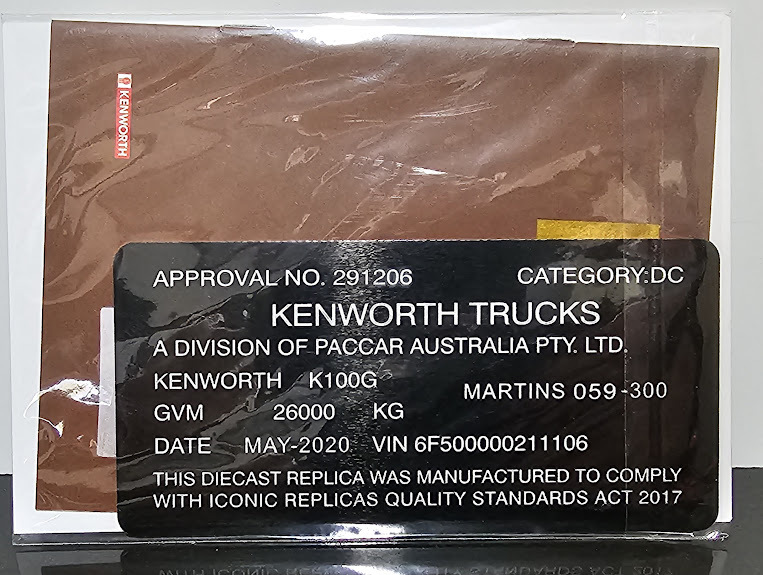 KENWORTH
APPROVAL NO. 291206 CATEGORY:DC
KENWORTH TRUCKS
A DIVISION OF PACCAR AUSTRALIA PTY. LTD.
KENWORTH K100G
MARTINS 059-300
GVM 26000 KG
DATE MAY-2020 VIN 6F500000211106
THIS DIECAST REPLICA WAS MANUFACTURED TO COMPLY
WITH ICONIC REPLICAS QUALITY STANDARDS ACT 2017